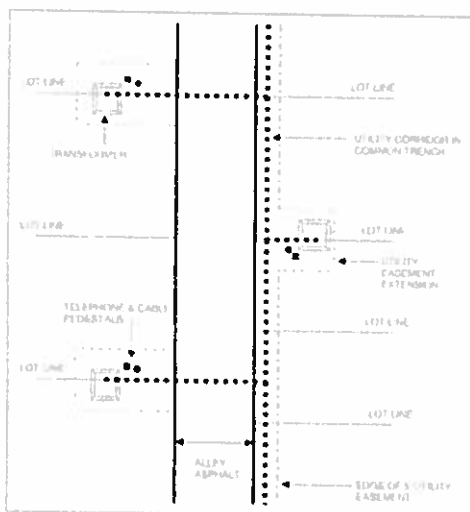 LOT LINE
LOT LINE
TRANSFORMER
UTILITY CORRIDOR IN
COMMON TRENCH
LOT LINE
LOT LINE
UTILITY
EASEMENT
EXTENSION
TELEPHONE & CABLE
PEDESTALS
LOT LINE
LOT LINE
LOT LINE
ALLEY
ASPHALT
EDGE OF UTILITY
EASEMENT